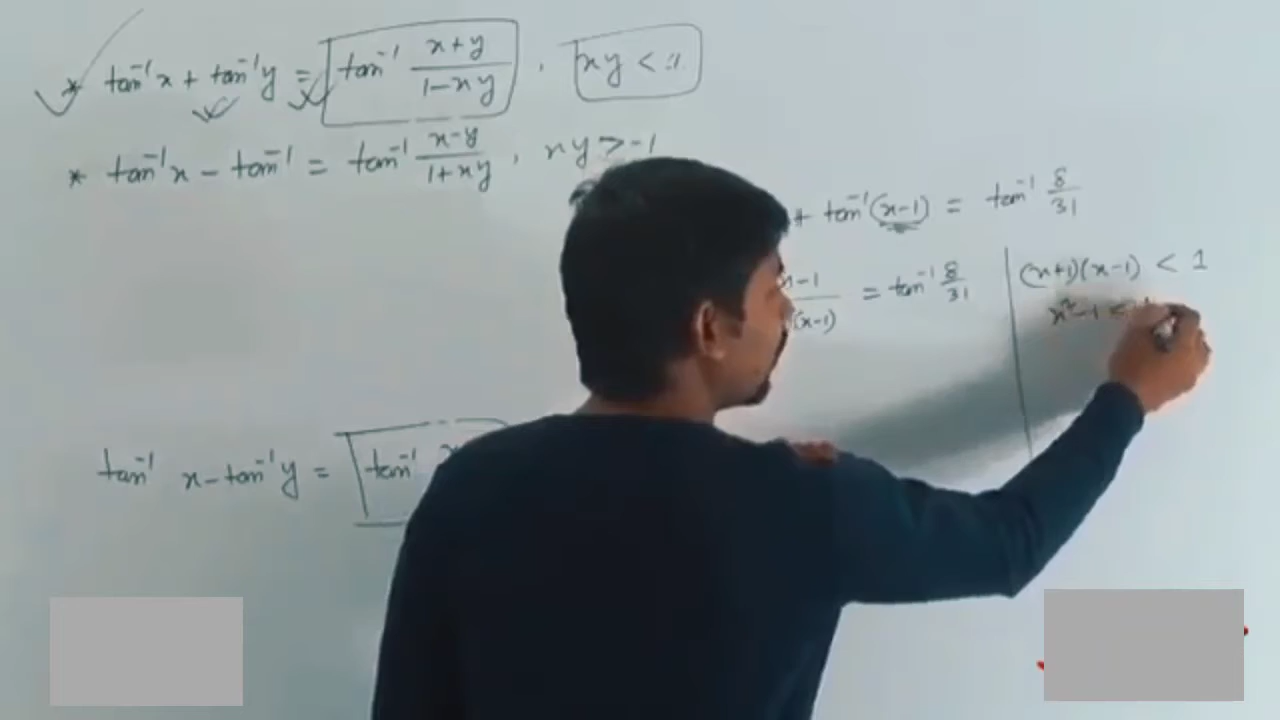 * tan⁻¹x + tan⁻¹y = tan⁻¹ (x+y)/(1-xy) , xy < 1
* tan⁻¹x - tan⁻¹ = tan⁻¹ (x-y)/(1+xy) , xy > -1
+ tan⁻¹(x-1) = tan⁻¹ 8/31
x-1 / (x-1) = tan⁻¹ 8/31
(x+1)(x-1) < 1
x²-1 <
tan⁻¹ x - tan⁻¹y = tan⁻¹